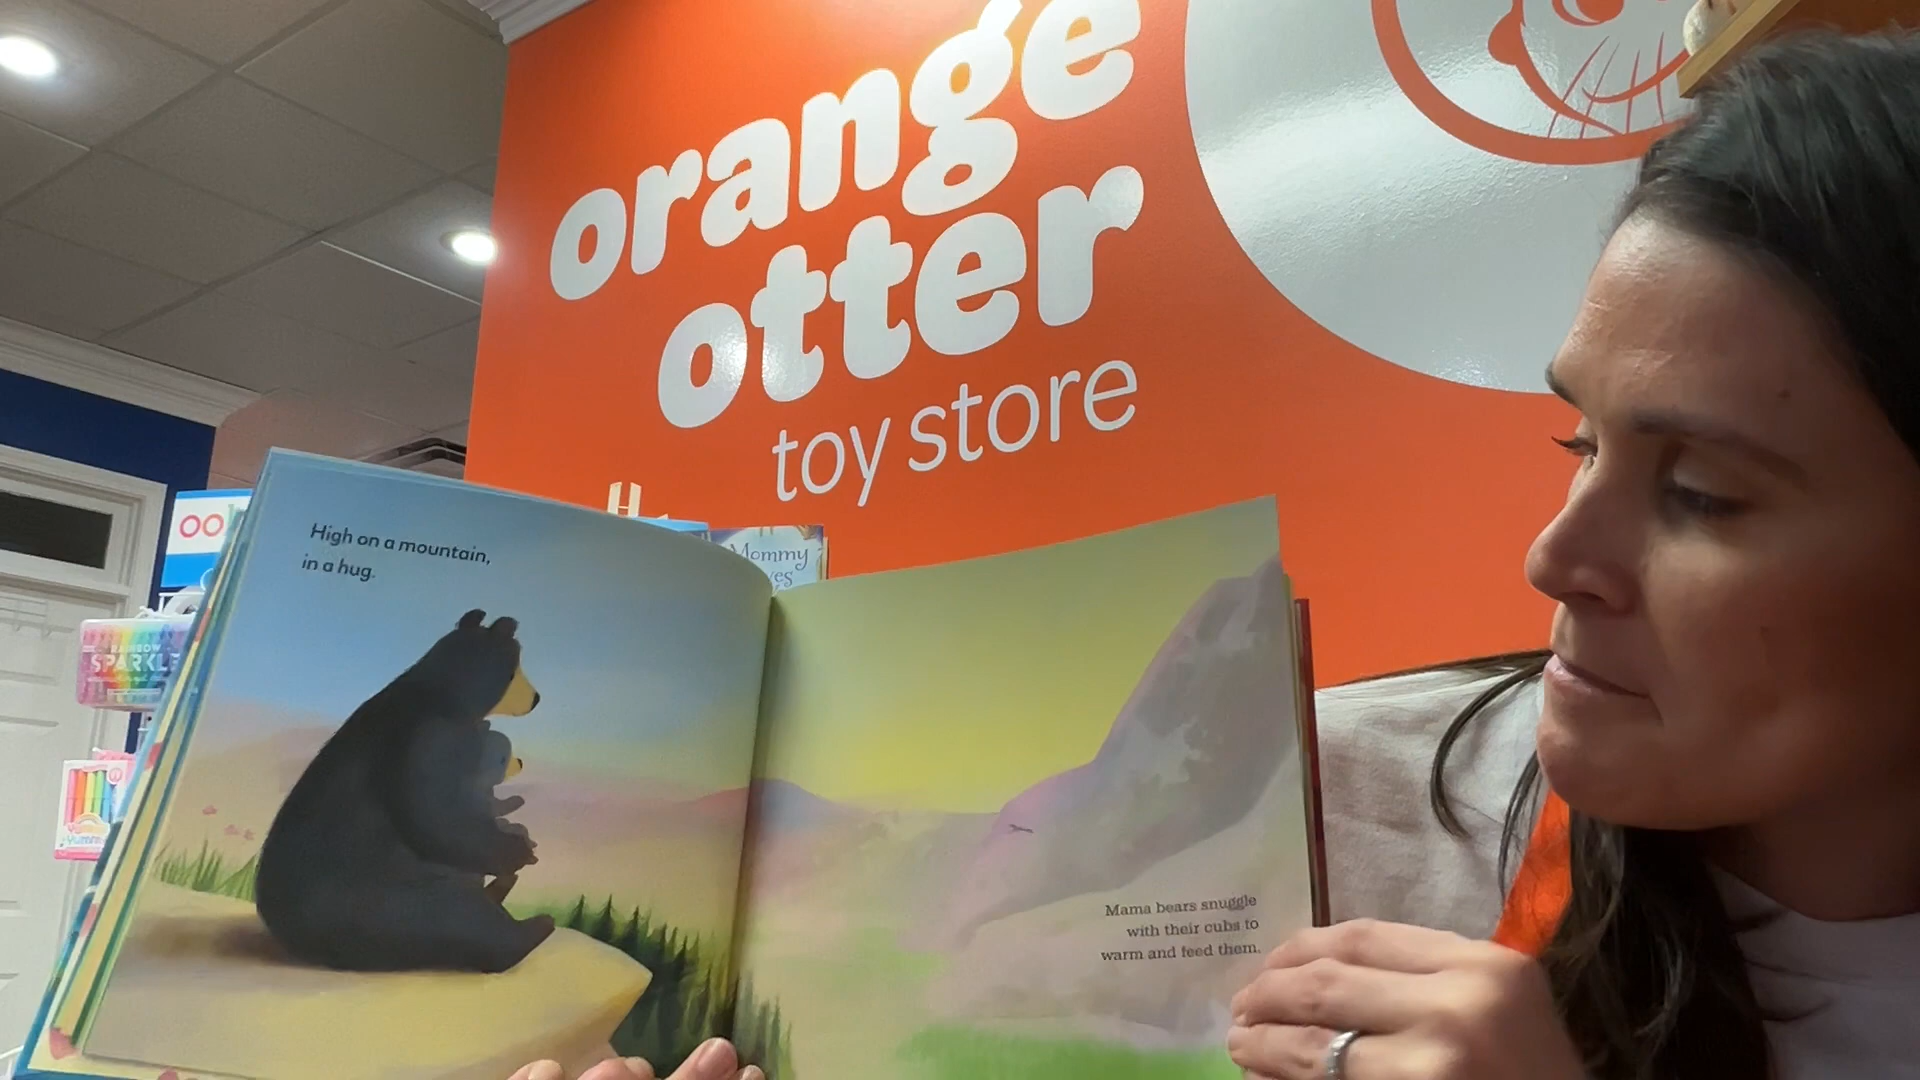 orange
otter
toy store
High on a mountain,
in a hug.
Mama bears snuggle
with their cubs to
warm and feed them.
Mommy
RAINBOW
SPARKLE